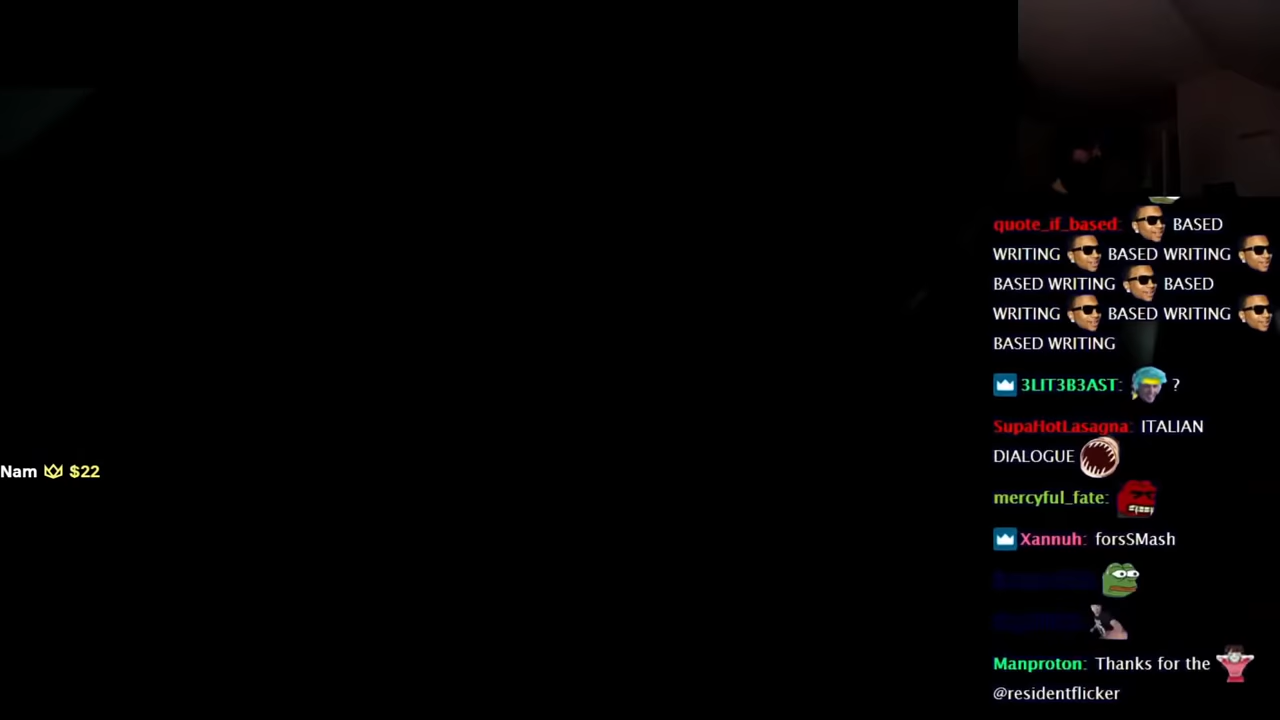 quote_if_based: BASED
WRITING BASED WRITING
BASED WRITING BASED
WRITING BASED WRITING
BASED WRITING
3LIT3B3AST: ?
SupaHotLasagna: ITALIAN
DIALOGUE
Nam $22
mercyful_fate:
Xannuh: forsSMash
Manproton: Thanks for the
@residentflicker